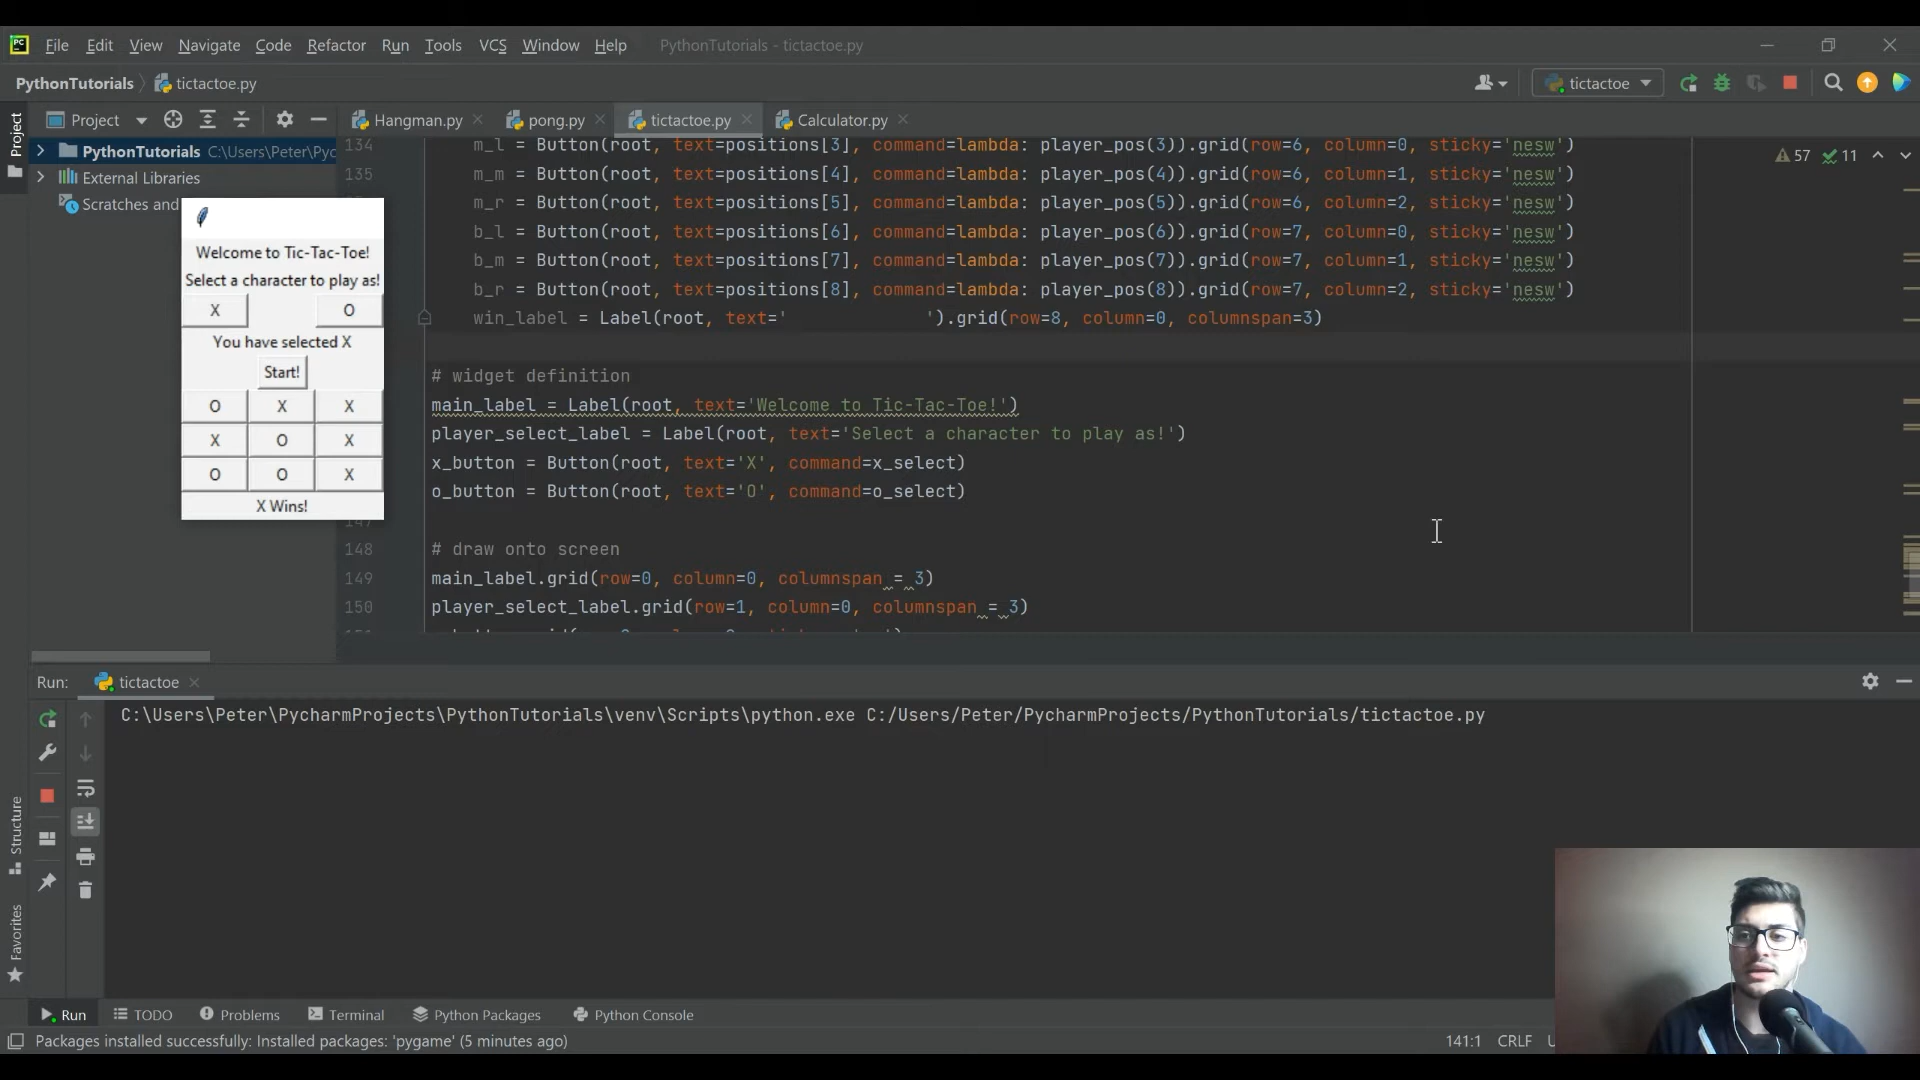 PC File Edit View Navigate Code Refactor Run Tools VCS Window Help PythonTutorials - tictactoe.py
PythonTutorials tictactoe.py tictactoe
Project Hangman.py pong.py tictactoe.py Calculator.py
Project
PythonTutorials C:\Users\Peter\Pyc
External Libraries
Scratches and
Welcome to Tic-Tac-Toe!
Select a character to play as!
X O
You have selected X
Start!
O X X
X O X
O O X
X Wins!
57 11
134 m_l = Button(root, text=positions[3], command=lambda: player_pos(3)).grid(row=6, column=0, sticky='nesw')
135 m_m = Button(root, text=positions[4], command=lambda: player_pos(4)).grid(row=6, column=1, sticky='nesw')
m_r = Button(root, text=positions[5], command=lambda: player_pos(5)).grid(row=6, column=2, sticky='nesw')
b_l = Button(root, text=positions[6], command=lambda: player_pos(6)).grid(row=7, column=0, sticky='nesw')
b_m = Button(root, text=positions[7], command=lambda: player_pos(7)).grid(row=7, column=1, sticky='nesw')
b_r = Button(root, text=positions[8], command=lambda: player_pos(8)).grid(row=7, column=2, sticky='nesw')
win_label = Label(root, text='             ').grid(row=8, column=0, columnspan=3)
# widget definition
main_label = Label(root, text='Welcome to Tic-Tac-Toe!')
player_select_label = Label(root, text='Select a character to play as!')
x_button = Button(root, text='X', command=x_select)
o_button = Button(root, text='O', command=o_select)
148 # draw onto screen
149 main_label.grid(row=0, column=0, columnspan = 3)
150 player_select_label.grid(row=1, column=0, columnspan = 3)
Run: tictactoe
C:\Users\Peter\PycharmProjects\PythonTutorials\venv\Scripts\python.exe C:/Users/Peter/PycharmProjects/PythonTutorials/tictactoe.py
Structure
Favorites
Run TODO Problems Terminal Python Packages Python Console
Packages installed successfully: Installed packages: 'pygame' (5 minutes ago) 141:1 CRLF